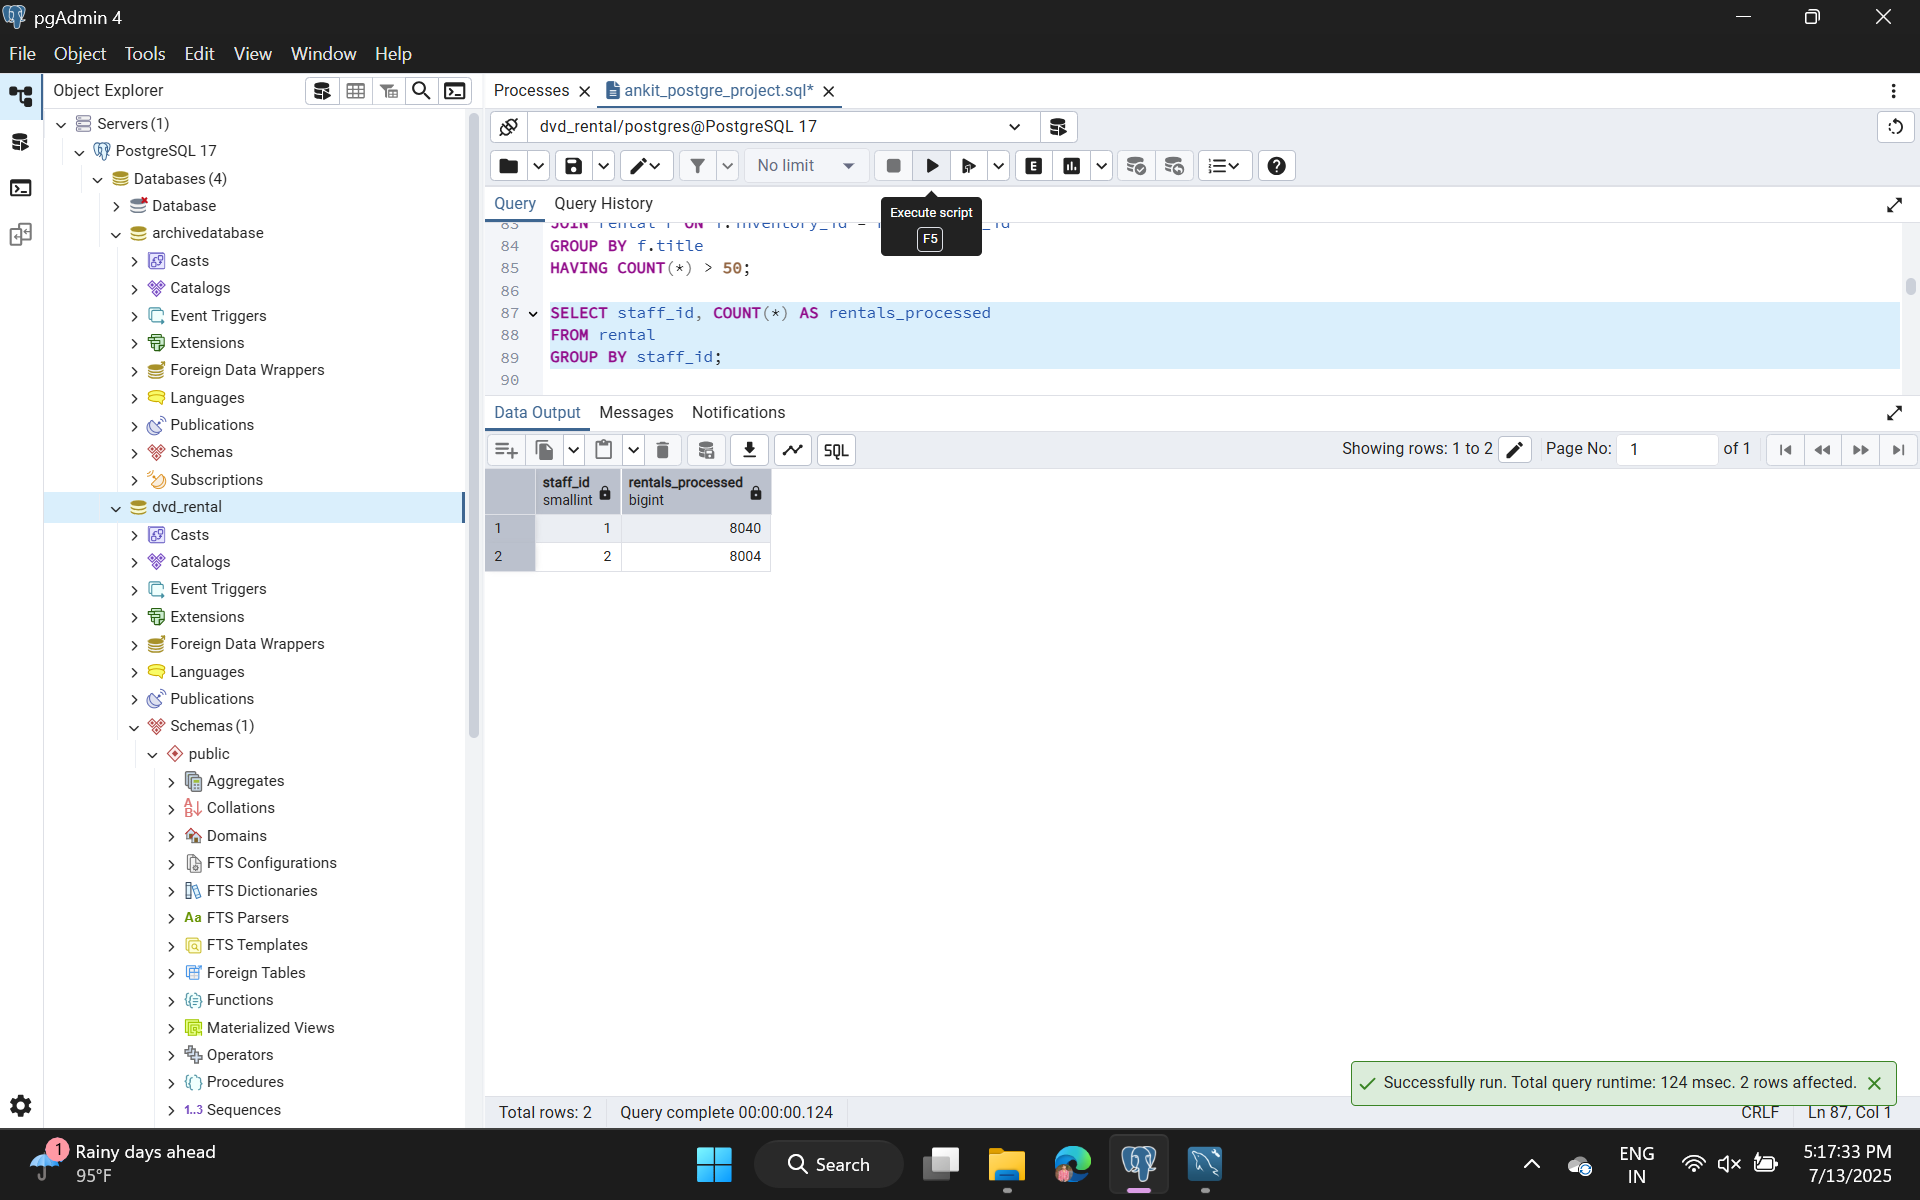 pgAdmin 4
File Object Tools Edit View Window Help
Object Explorer
Servers (1)
PostgreSQL 17
Databases (4)
Database
archivedatabase
Casts
Catalogs
Event Triggers
Extensions
Foreign Data Wrappers
Languages
Publications
Schemas
Subscriptions
dvd_rental
Casts
Catalogs
Event Triggers
Extensions
Foreign Data Wrappers
Languages
Publications
Schemas (1)
public
Aggregates
Collations
Domains
FTS Configurations
FTS Dictionaries
Aa FTS Parsers
FTS Templates
Foreign Tables
Functions
Materialized Views
Operators
Procedures
1..3 Sequences
Processes ankit_postgre_project.sql*
dvd_rental/postgres@PostgreSQL 17
No limit E
Query Query History
Execute script
F5
84 GROUP BY f.title
85 HAVING COUNT(*) > 50;
86
87 SELECT staff_id, COUNT(*) AS rentals_processed
88 FROM rental
89 GROUP BY staff_id;
90
Data Output Messages Notifications
SQL Showing rows: 1 to 2 Page No: 1 of 1
staff_id rentals_processed
smallint bigint
1 1 8040
2 2 8004
Successfully run. Total query runtime: 124 msec. 2 rows affected.
Total rows: 2 Query complete 00:00:00.124 CRLF Ln 87, Col 1
1 Rainy days ahead
95°F
Search
ENG
IN
5:17:33 PM
7/13/2025